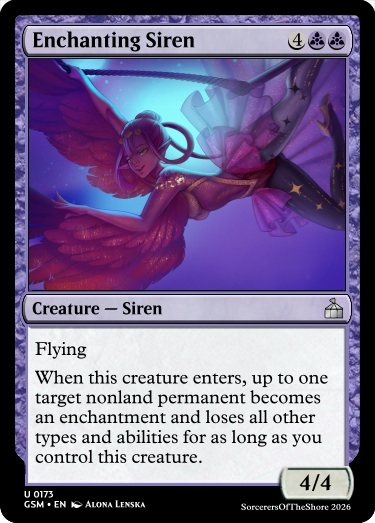 Enchanting Siren 4
Creature — Siren
Flying
When this creature enters, up to one
target nonland permanent becomes
an enchantment and loses all other
types and abilities for as long as you
control this creature.
4/4
U 0173
GSM • EN Alona Lenska
SorcerersOfTheShore 2026